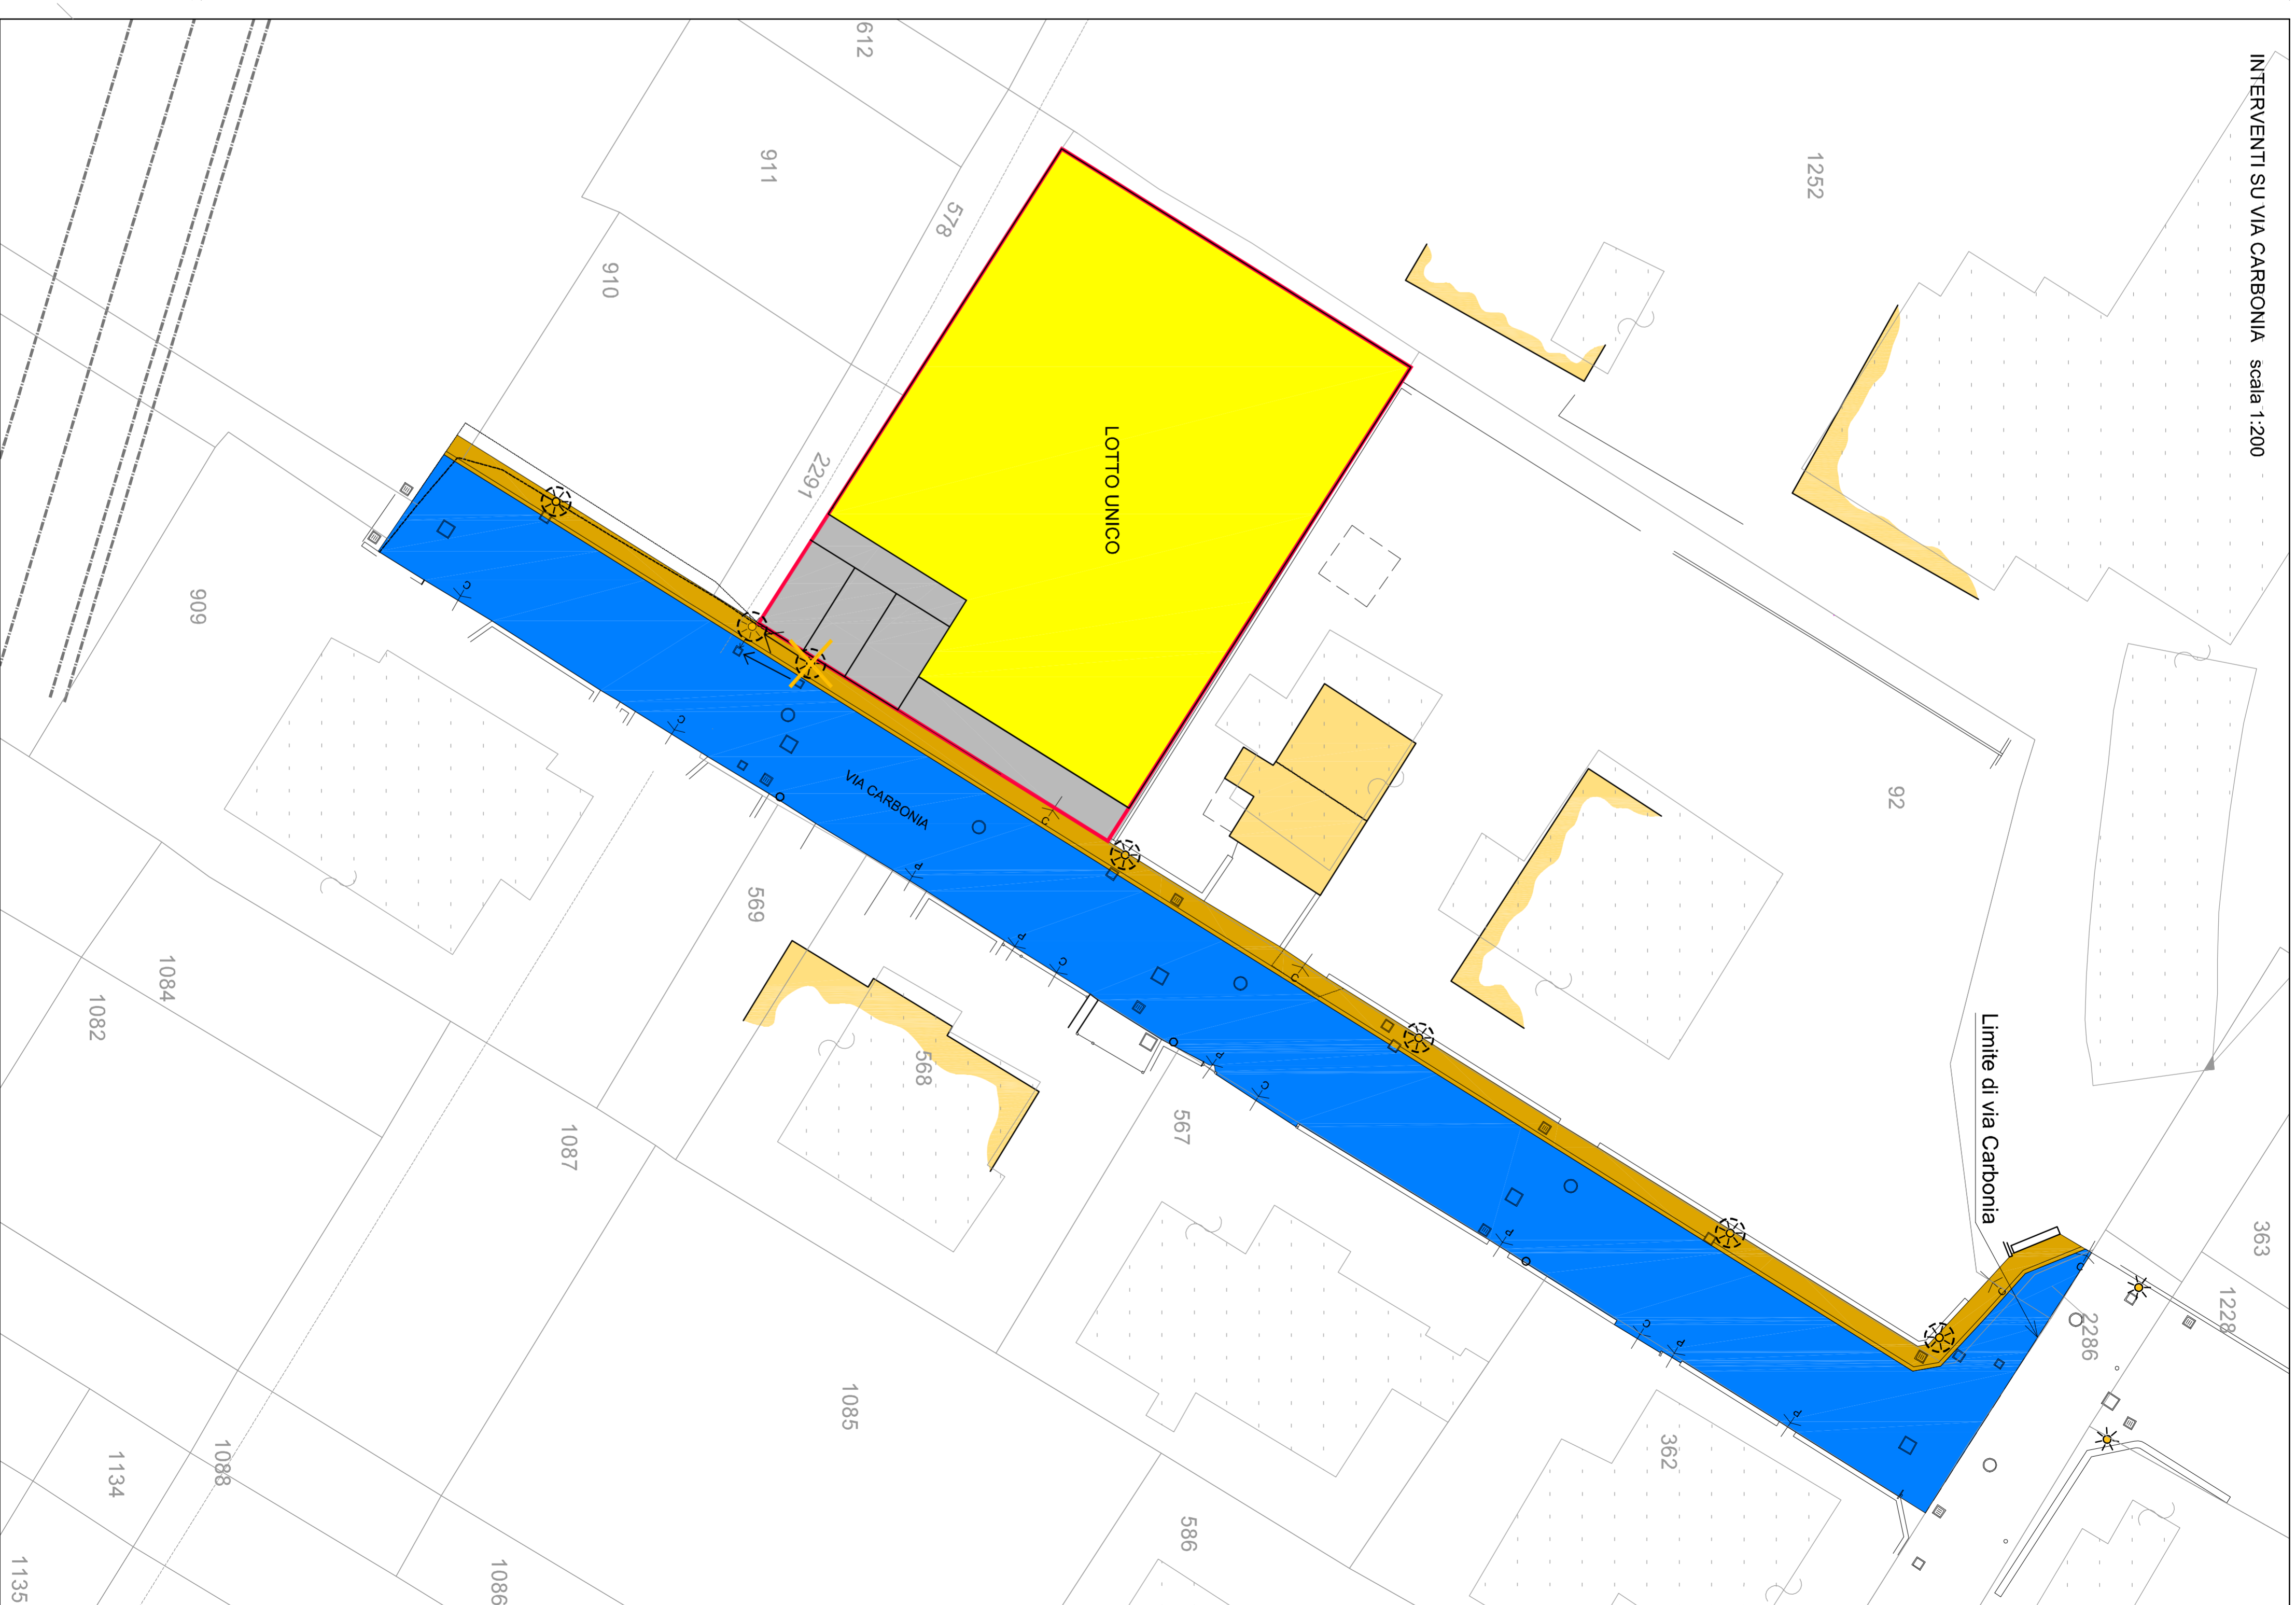 INTERVENTI SU VIA CARBONIA scala 1:200
612
911
578
910
2291
909
1252
LOTTO UNICO
92
VIA CARBONIA
Limite di via Carbonia
363
1228
2286
569
568
567
1084
1082
1087
1085
362
1134
1088
586
1086
1135
C
C
C
P
P
C
C
P
C
P
C
P
P
C
C